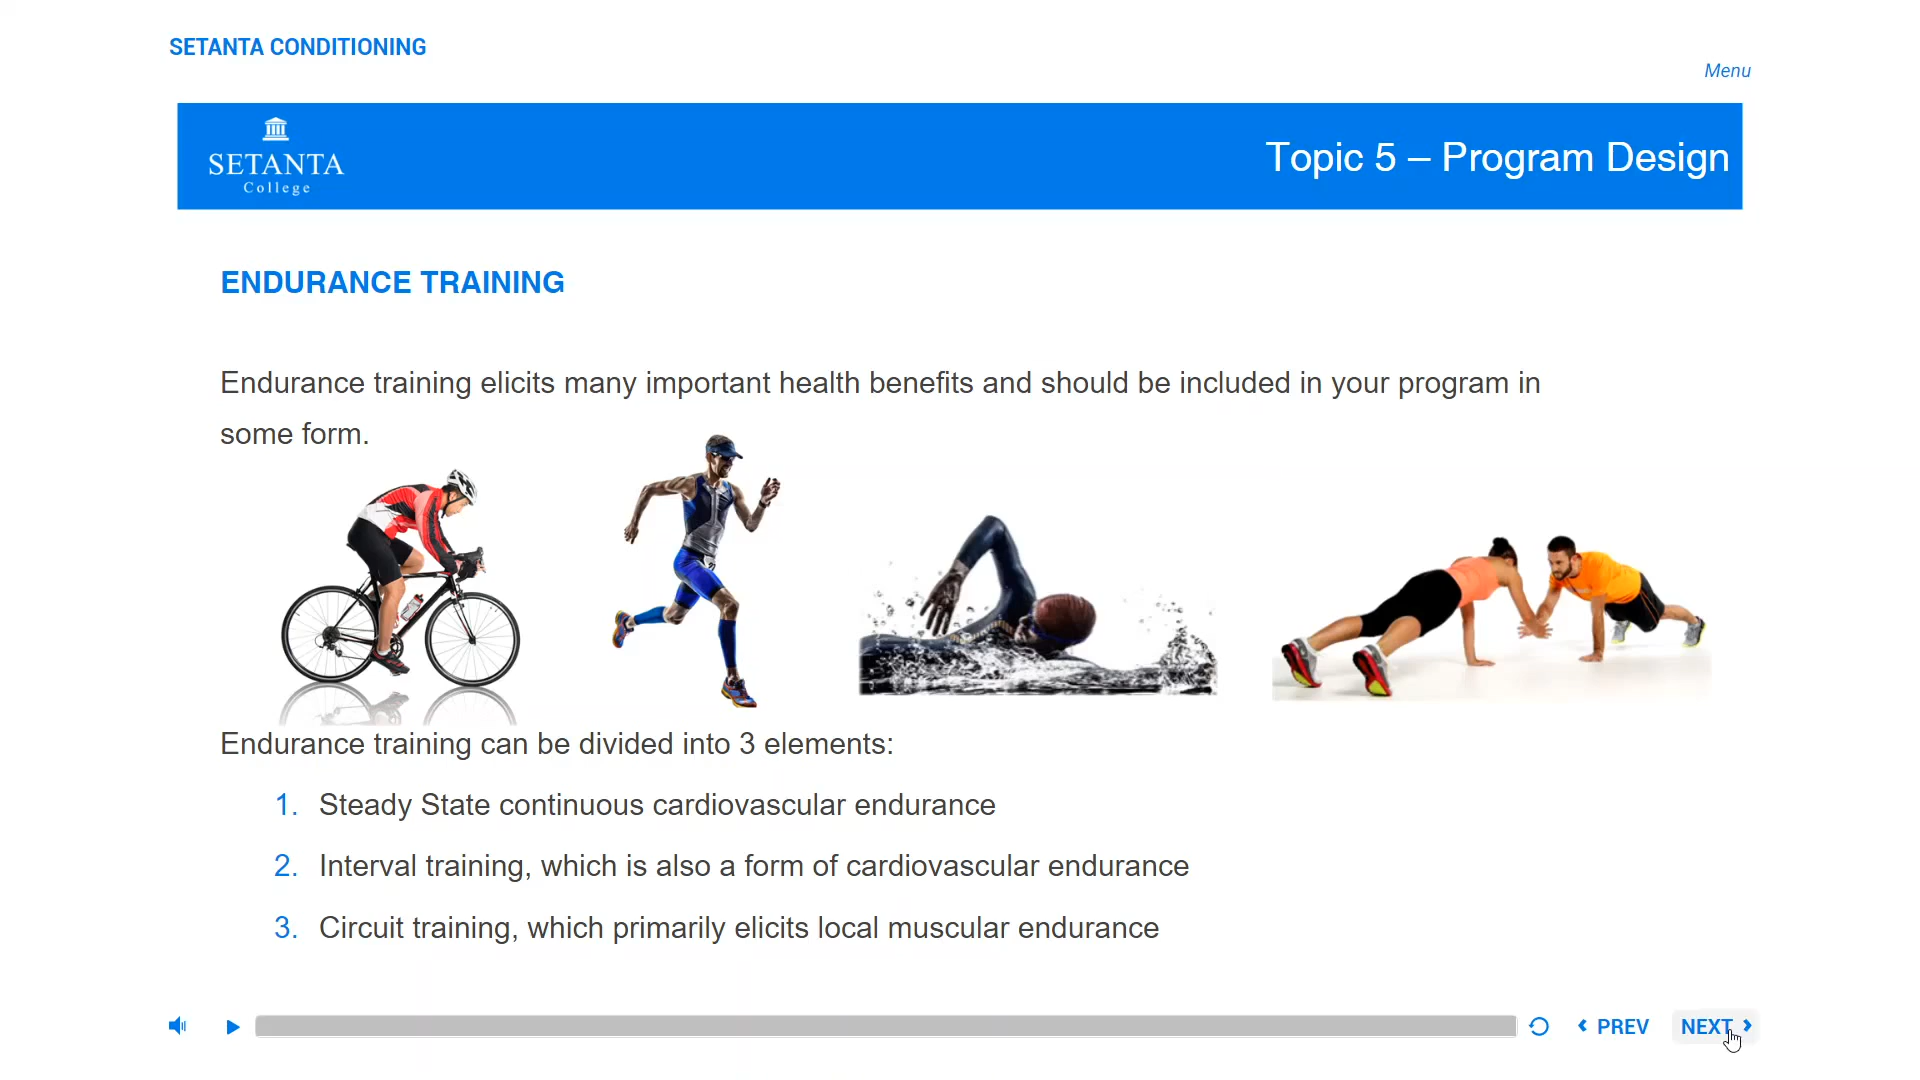 SETANTA CONDITIONING
Menu
SETANTA
College
Topic 5 – Program Design
ENDURANCE TRAINING
Endurance training elicits many important health benefits and should be included in your program in
some form.
Endurance training can be divided into 3 elements:
1. Steady State continuous cardiovascular endurance
2. Interval training, which is also a form of cardiovascular endurance
3. Circuit training, which primarily elicits local muscular endurance
PREV
NEXT